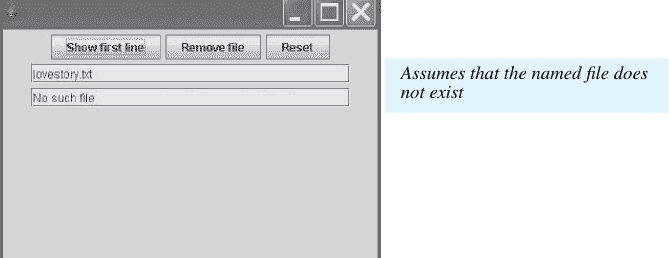 Show first line Remove file Reset
lovestory.txt
No such file
Assumes that the named file does
not exist